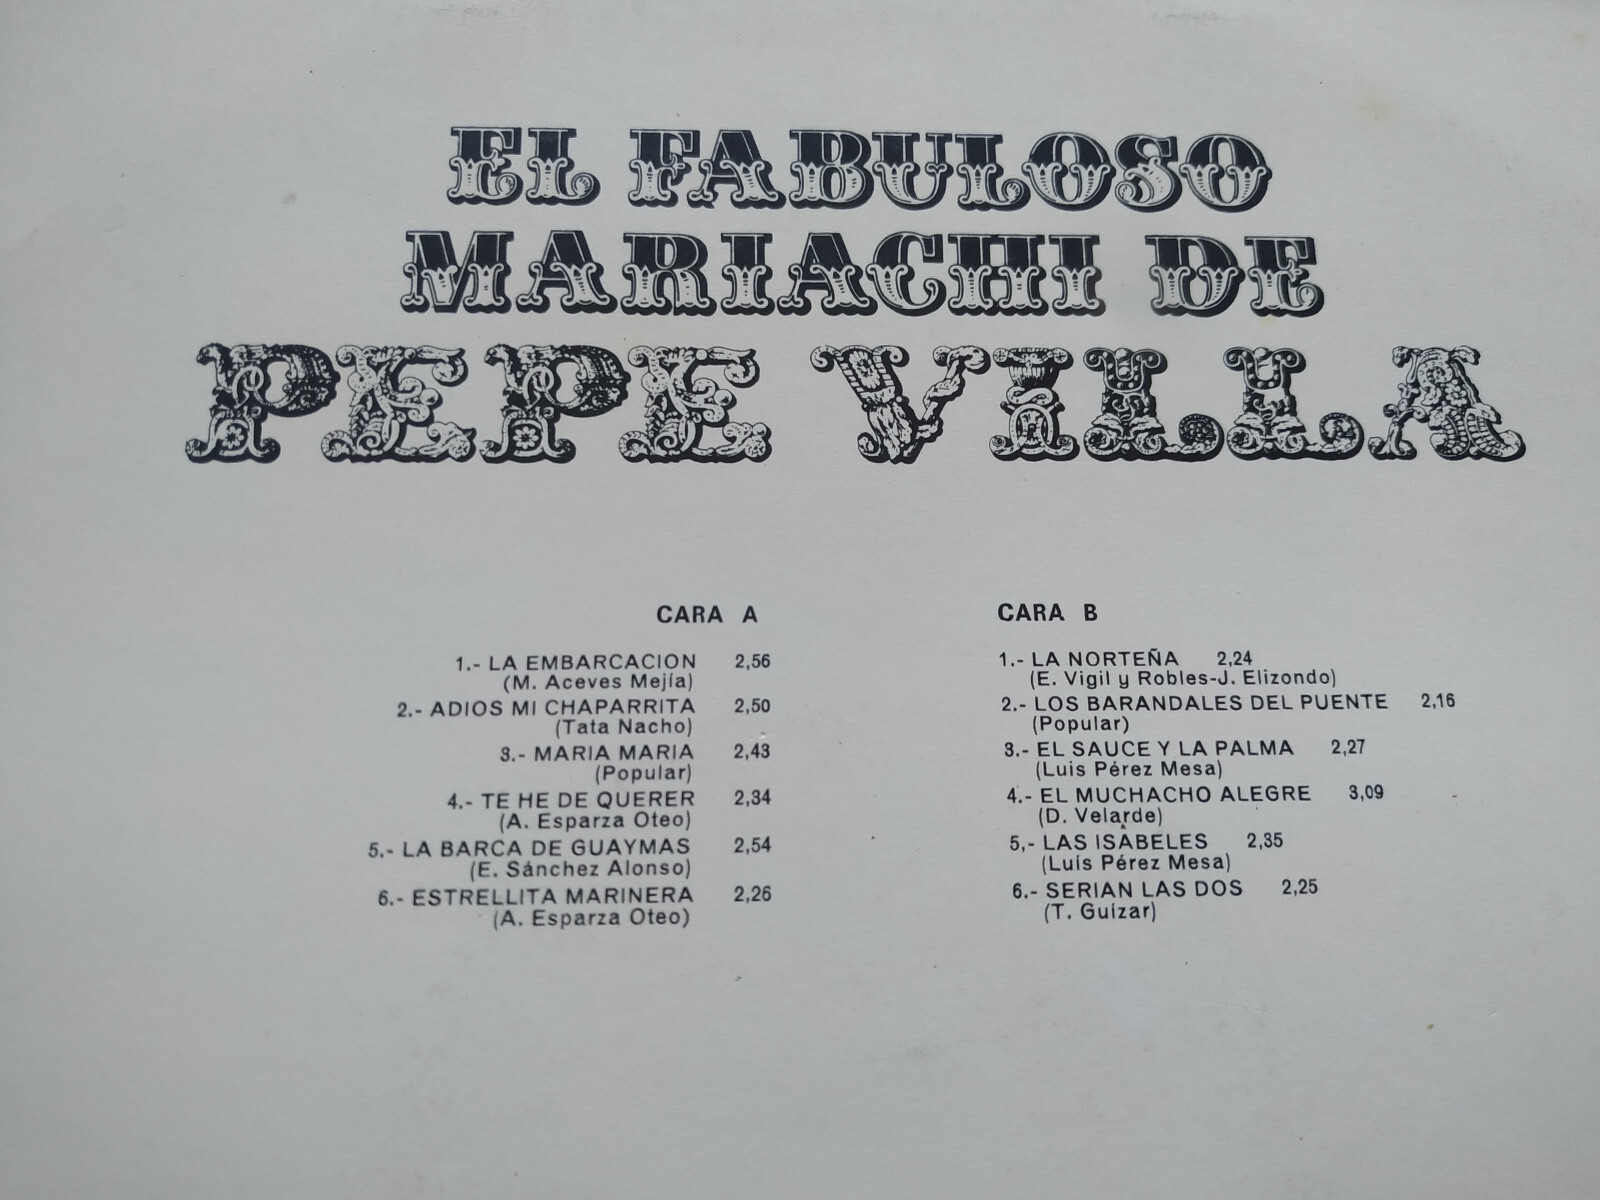 EL FABULOSO
MARIACHI DE
PEPE VILLA
CARA A
1.- LA EMBARCACION 2,56
(M. Aceves Mejía)
2.- ADIOS MI CHAPARRITA 2,50
(Tata Nacho)
3.- MARIA MARIA 2,43
(Popular)
4.- TE HE DE QUERER 2,34
(A. Esparza Oteo)
5.- LA BARCA DE GUAYMAS 2,54
(E. Sánchez Alonso)
6.- ESTRELLITA MARINERA 2,26
(A. Esparza Oteo)
CARA B
1.- LA NORTEÑA 2,24
(E. Vigil y Robles-J. Elizondo)
2.- LOS BARANDALES DEL PUENTE 2,16
(Popular)
3.- EL SAUCE Y LA PALMA 2,27
(Luis Pérez Mesa)
4.- EL MUCHACHO ALEGRE 3,09
(D. Velarde)
5,- LAS ISABELES 2,35
(Luis Pérez Mesa)
6.- SERIAN LAS DOS 2,25
(T. Guízar)